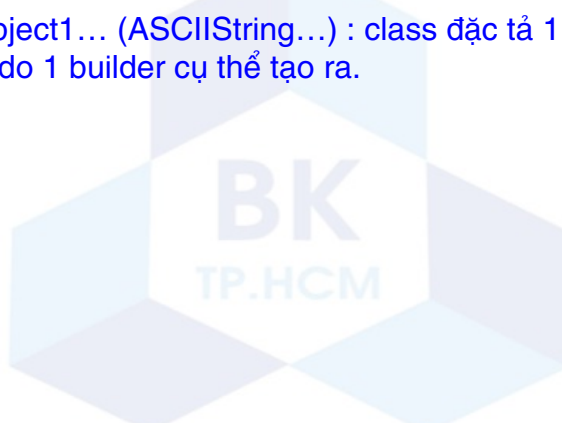 oject1… (ASCIIString…) : class đặc tả 1
do 1 builder cụ thể tạo ra.
BK
TP.HCM